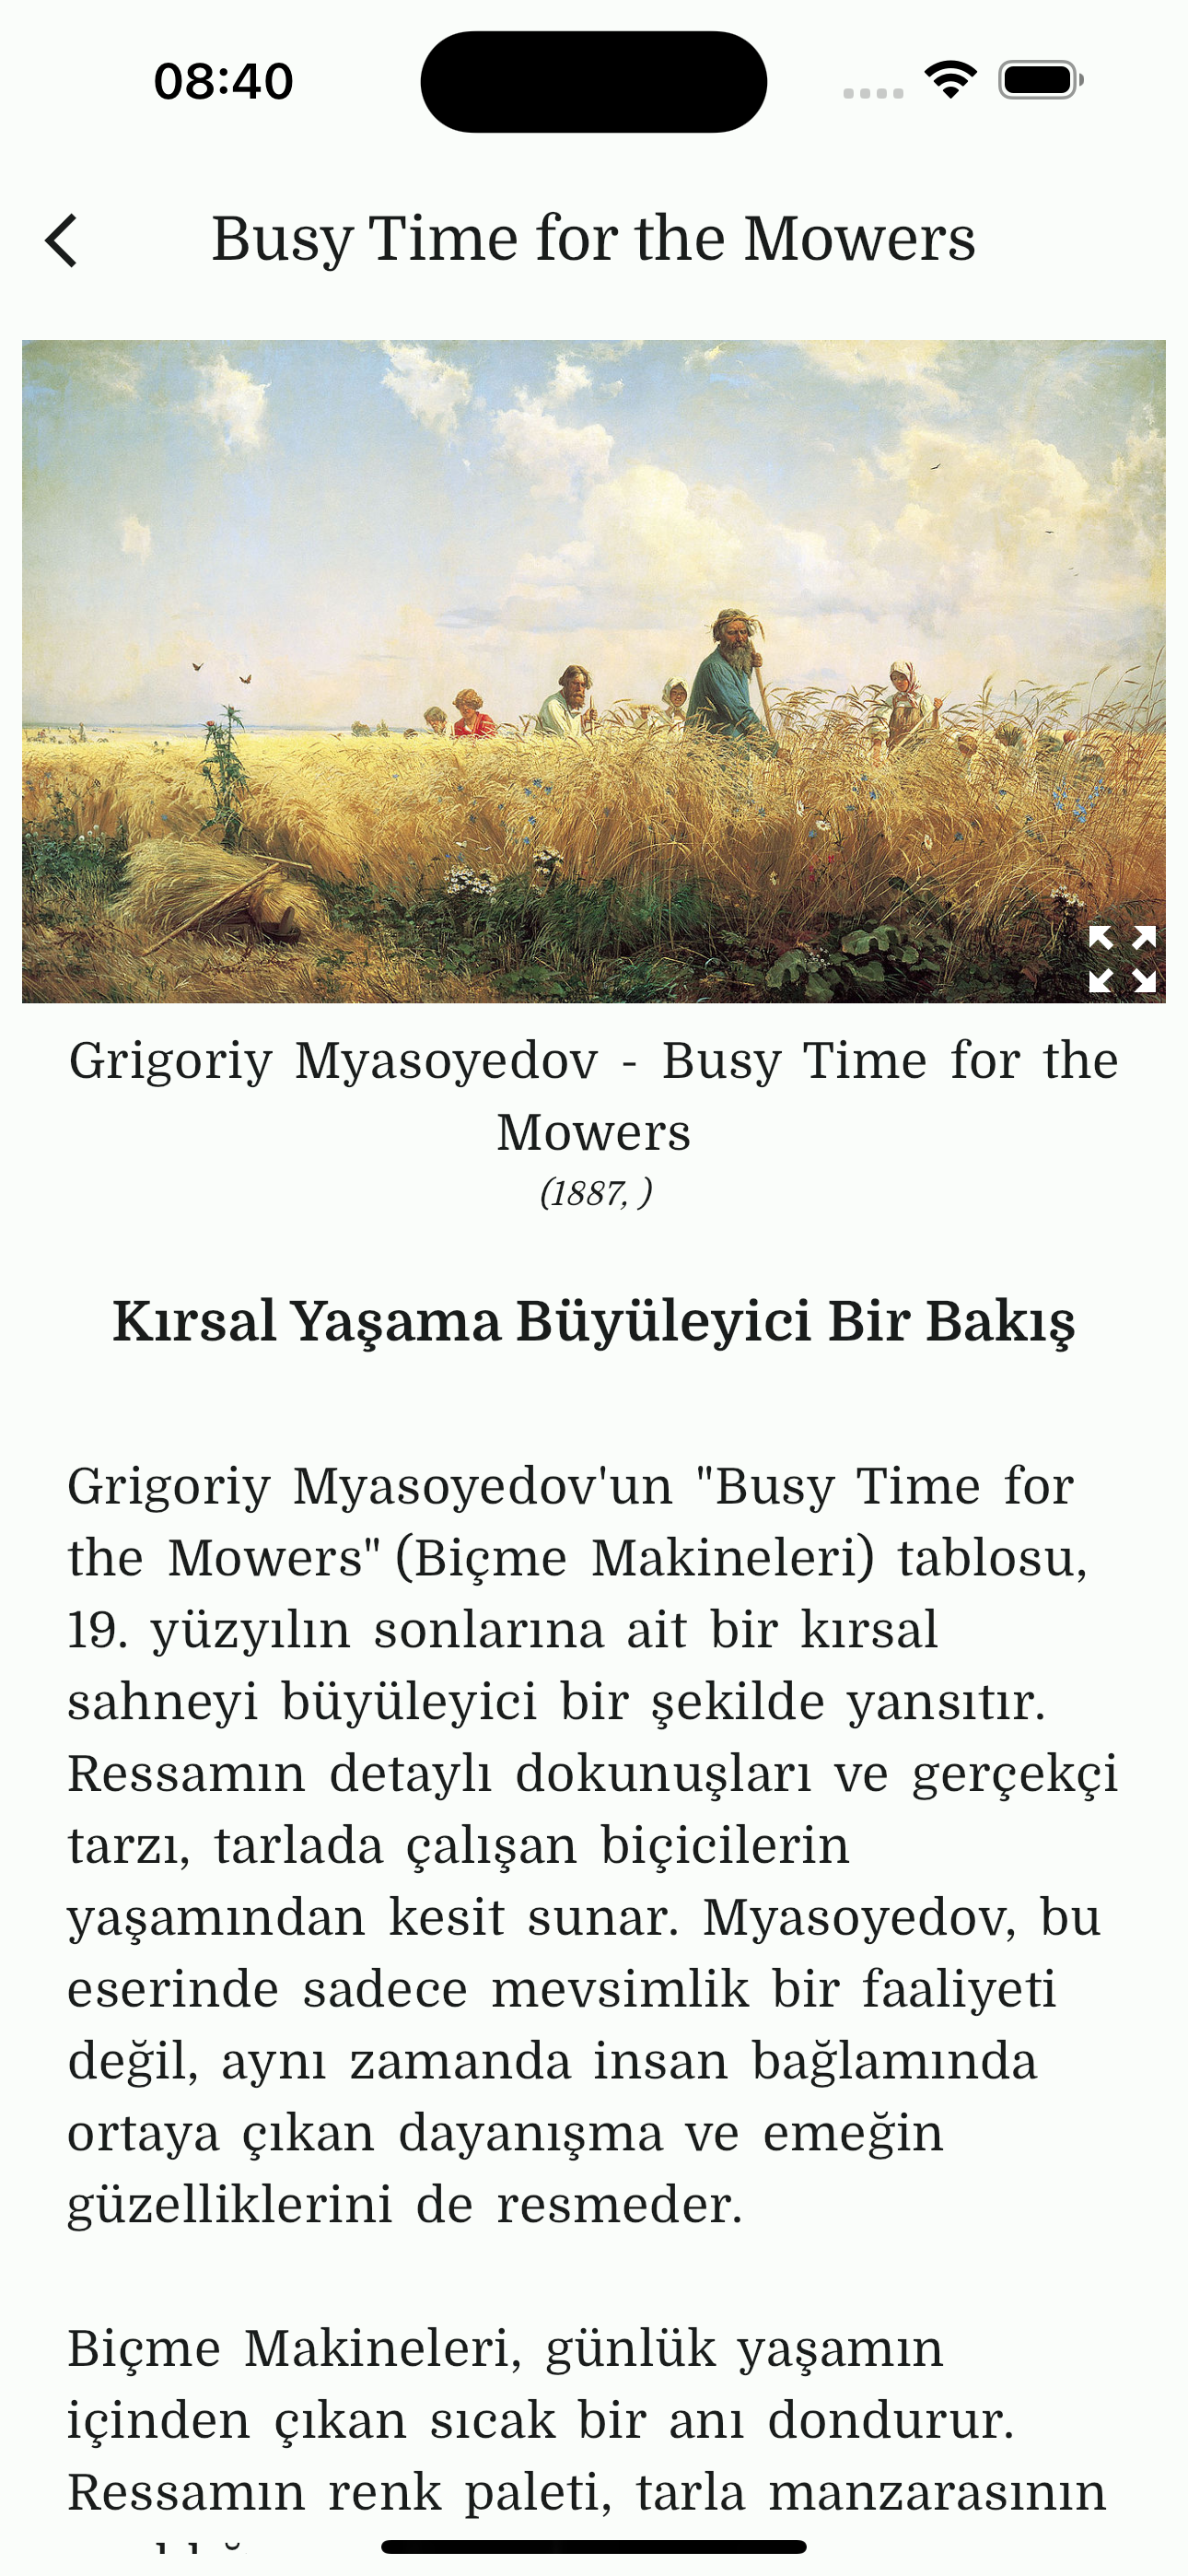 08:40
Busy Time for the Mowers
Grigoriy Myasoyedov - Busy Time for the
Mowers
(1887, )
Kırsal Yaşama Büyüleyici Bir Bakış
Grigoriy Myasoyedov'un "Busy Time for
the Mowers" (Biçme Makineleri) tablosu,
19. yüzyılın sonlarına ait bir kırsal
sahneyi büyüleyici bir şekilde yansıtır.
Ressamın detaylı dokunuşları ve gerçekçi
tarzı, tarlada çalışan biçicilerin
yaşamından kesit sunar. Myasoyedov, bu
eserinde sadece mevsimlik bir faaliyeti
değil, aynı zamanda insan bağlamında
ortaya çıkan dayanışma ve emeğin
güzelliklerini de resmeder.
Biçme Makineleri, günlük yaşamın
içinden çıkan sıcak bir anı dondurur.
Ressamın renk paleti, tarla manzarasının